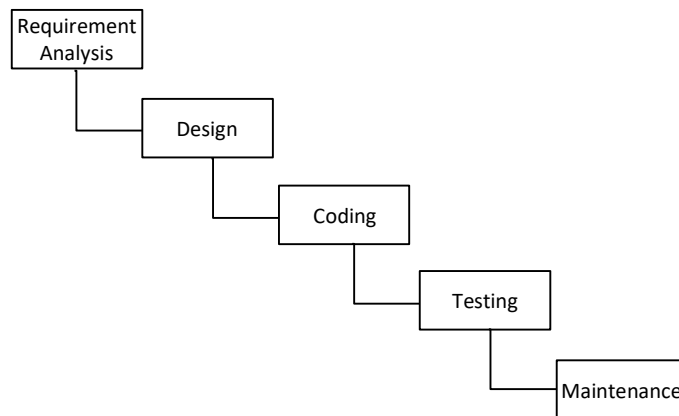 Requirement
Analysis
Design
Coding
Testing
Maintenance